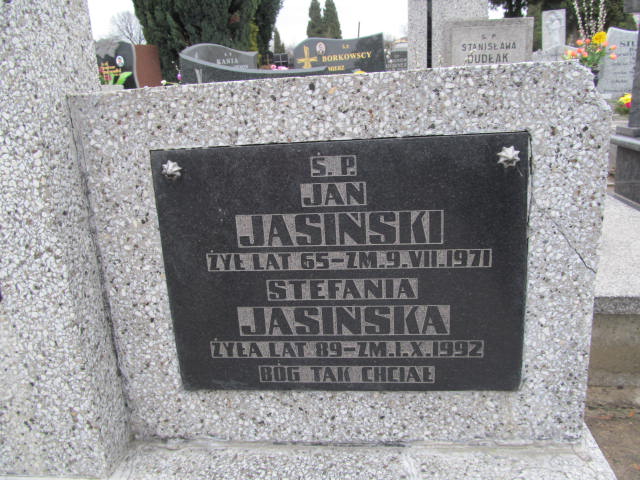 KANIA
Ś.P.
BORKOWSCY
Ś. P.
STANISŁAWA
DUDŁAK
Ś. P.
JAN
JASIŃSKI
ŻYŁ LAT 65-ZM. 9. VII. 1971
STEFANIA
JASIŃSKA
ŻYŁA LAT 89-ZM. I. X. 1992
BÓG TAK CHCIAŁ